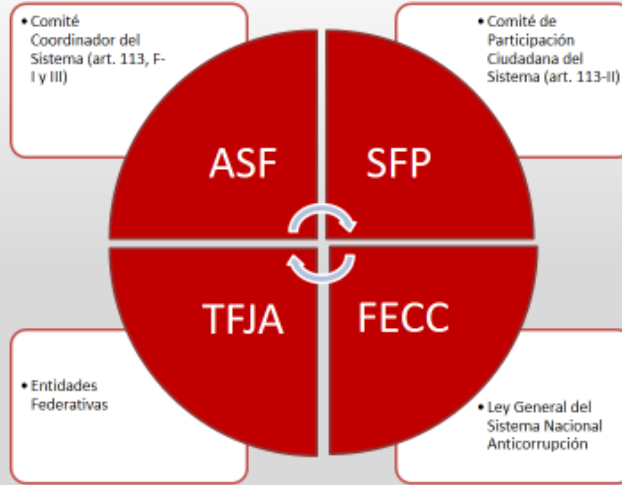 • Comité
Coordinador del
Sistema (art. 113, F-
I y III)
• Comité de
Participación
Ciudadana del
Sistema (art. 113-II)
ASF
SFP
TFJA
FECC
• Entidades
Federativas
• Ley General del
Sistema Nacional
Anticorrupción